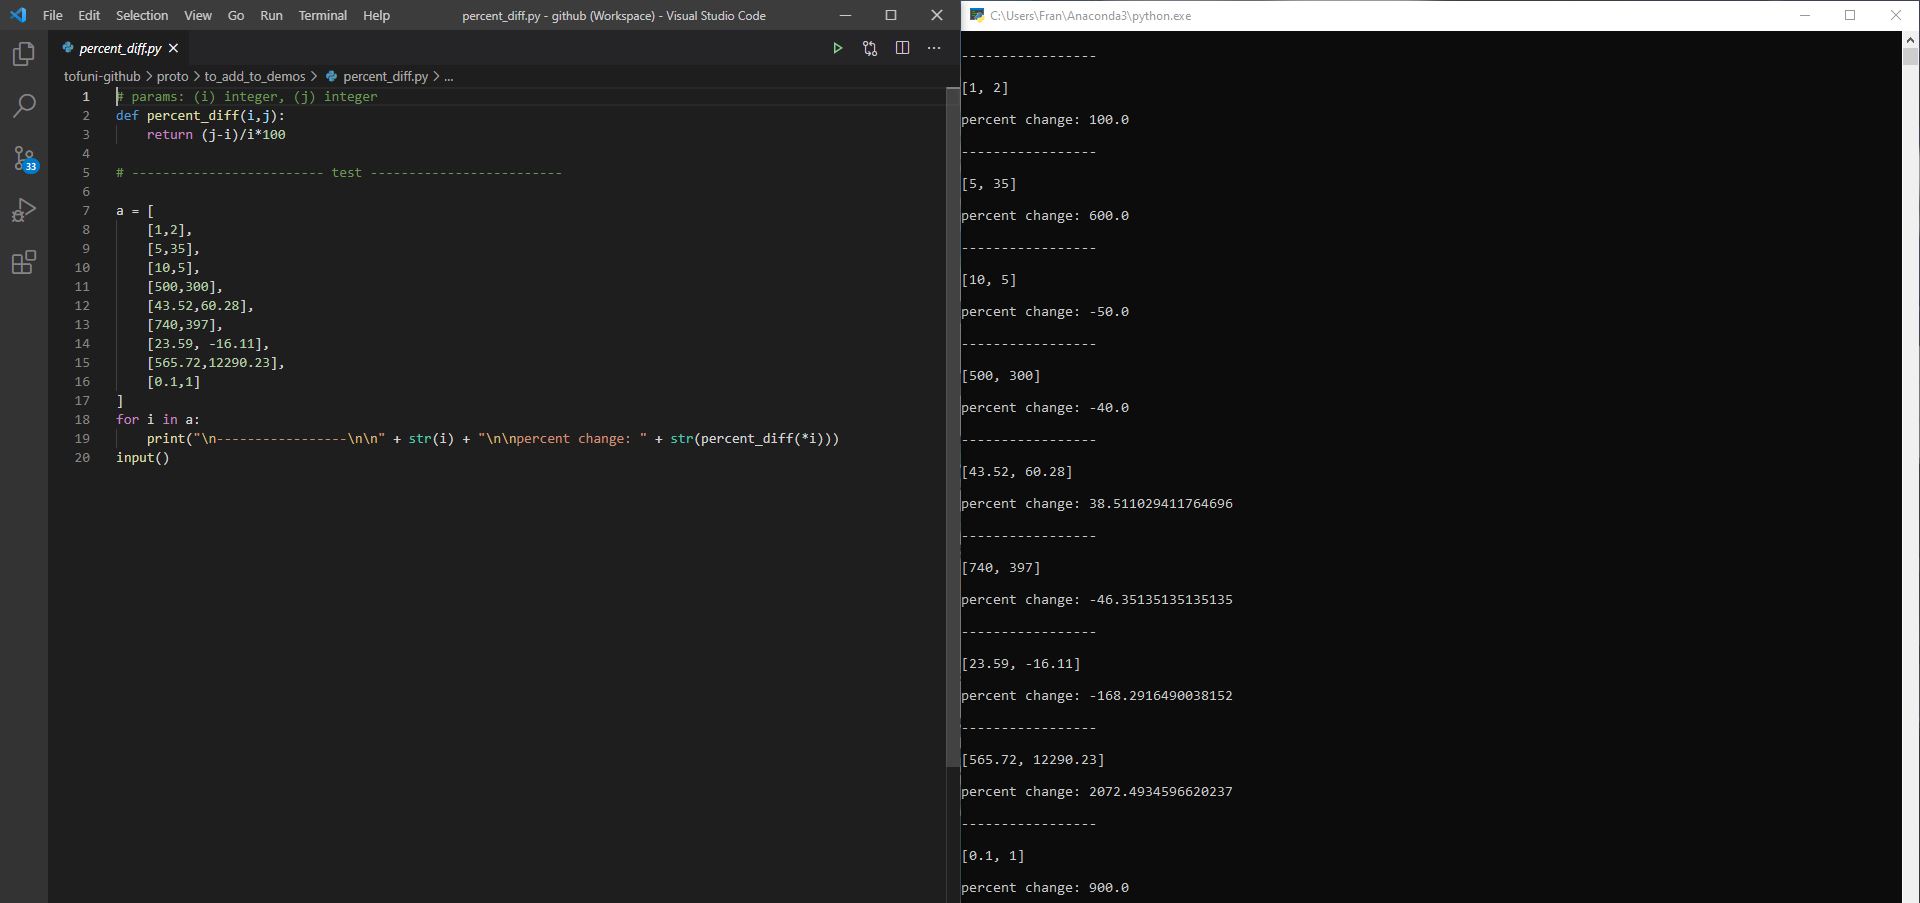 File Edit Selection View Go Run Terminal Help percent_diff.py - github (Workspace) - Visual Studio Code
percent_diff.py
tofuni-github > proto > to_add_to_demos > percent_diff.py > ...
33
1 # params: (i) integer, (j) integer
2 def percent_diff(i,j):
3     return (j-i)/i*100
4
5 # ------------------------- test -------------------------
6
7 a = [
8     [1,2],
9     [5,35],
10     [10,5],
11     [500,300],
12     [43.52,60.28],
13     [740,397],
14     [23.59, -16.11],
15     [565.72,12290.23],
16     [0.1,1]
17 ]
18 for i in a:
19     print("\n-----------------\n\n" + str(i) + "\n\npercent change: " + str(percent_diff(*i)))
20 input()
C:\Users\Fran\Anaconda3\python.exe
-----------------
[1, 2]
percent change: 100.0
-----------------
[5, 35]
percent change: 600.0
-----------------
[10, 5]
percent change: -50.0
-----------------
[500, 300]
percent change: -40.0
-----------------
[43.52, 60.28]
percent change: 38.511029411764696
-----------------
[740, 397]
percent change: -46.35135135135135
-----------------
[23.59, -16.11]
percent change: -168.2916490038152
-----------------
[565.72, 12290.23]
percent change: 2072.4934596620237
-----------------
[0.1, 1]
percent change: 900.0